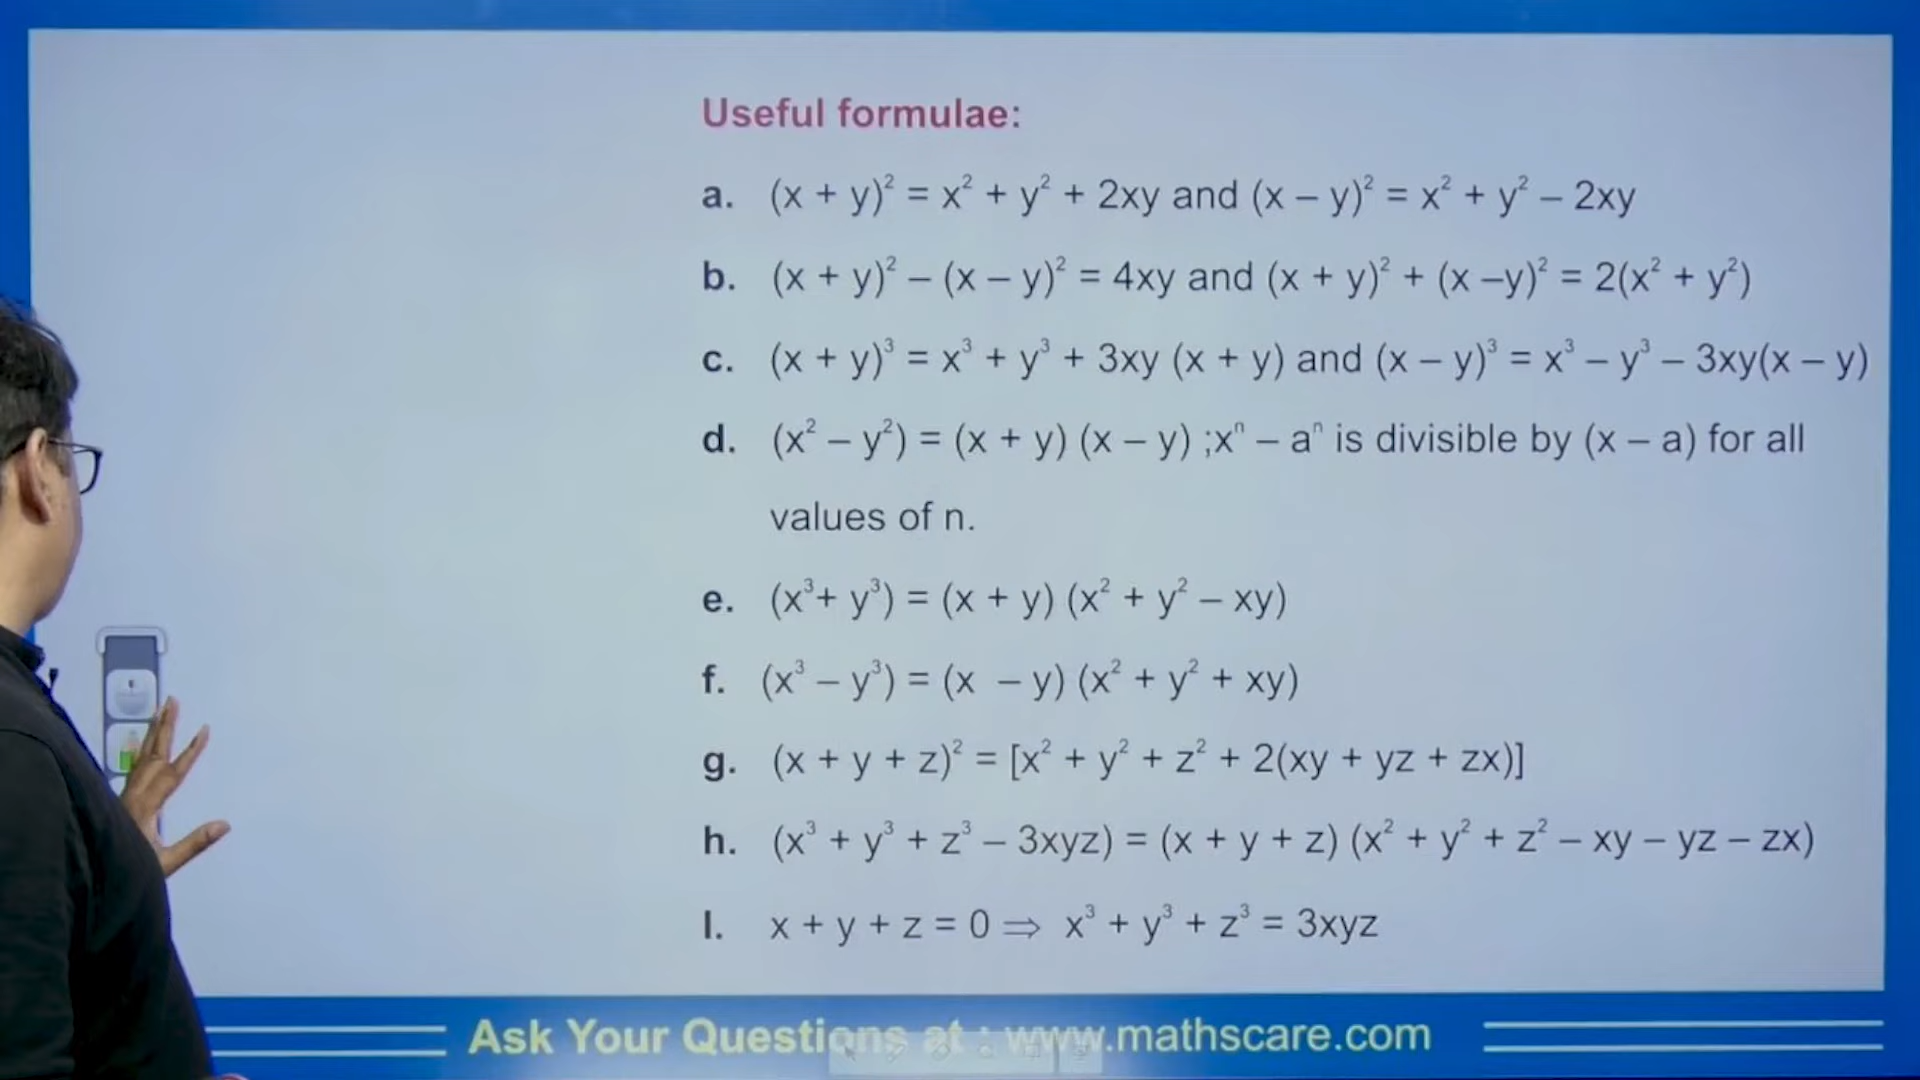 Useful formulae:
a. (x + y)² = x² + y² + 2xy and (x – y)² = x² + y² – 2xy
b. (x + y)² – (x – y)² = 4xy and (x + y)² + (x –y)² = 2(x² + y²)
c. (x + y)³ = x³ + y³ + 3xy (x + y) and (x – y)³ = x³ – y³ – 3xy(x – y)
d. (x² – y²) = (x + y) (x – y) ;xⁿ – aⁿ is divisible by (x – a) for all
values of n.
e. (x³+ y³) = (x + y) (x² + y² – xy)
f. (x³ – y³) = (x – y) (x² + y² + xy)
g. (x + y + z)² = [x² + y² + z² + 2(xy + yz + zx)]
h. (x³ + y³ + z³ – 3xyz) = (x + y + z) (x² + y² + z² – xy – yz – zx)
I. x + y + z = 0 ⇒ x³ + y³ + z³ = 3xyz
Ask Your Questions at : www.mathscare.com